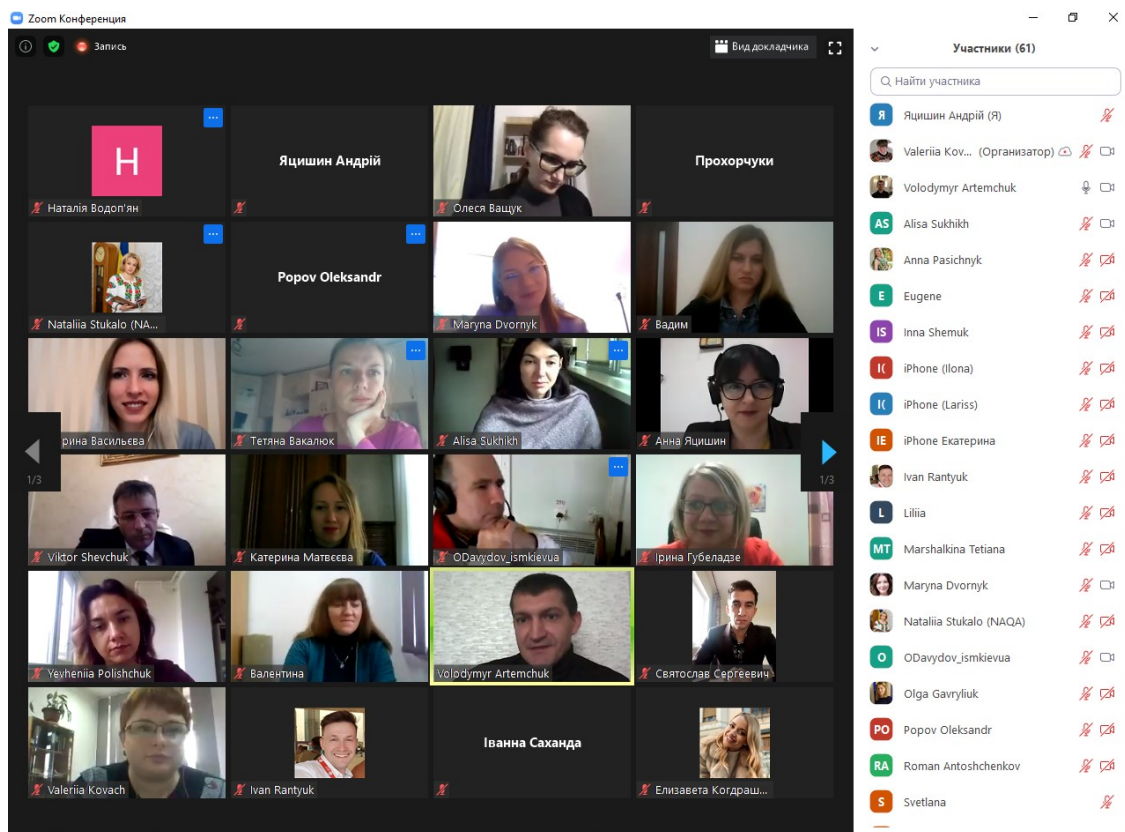 Zoom Конференция
Запись
Вид докладчика
Н
Наталія Водоп'ян
Яцишин Андрій
Олеся Ващук
Прохорчуки
Nataliia Stukalo (NA...
Popov Oleksandr
Maryna Dvornyk
Вадим
рина Васильєва
Тетяна Вакалюк
Alisa Sukhikh
Анна Яцишин
1/3
1/3
Viktor Shevchuk
Катерина Матвєєва
ODavydov_ismkievua
Ірина Губеладзе
Yevheniia Polishchuk
Валентина
Volodymyr Artemchuk
Святослав Сергеевич
Valeriia Kovach
Ivan Rantyuk
Іванна Саханда
Елизавета Когдраш...
Участники (61)
Найти участника
Я Яцишин Андрій (Я)
Valeriia Kov... (Организатор)
Volodymyr Artemchuk
AS Alisa Sukhikh
Anna Pasichnyk
E Eugene
IS Inna Shemuk
I( iPhone (Ilona)
I( iPhone (Lariss)
IE iPhone Екатерина
Ivan Rantyuk
L Liliia
MT Marshalkina Tetiana
Maryna Dvornyk
Nataliia Stukalo (NAQA)
O ODavydov_ismkievua
Olga Gavryliuk
PO Popov Oleksandr
RA Roman Antoshchenkov
S Svetlana